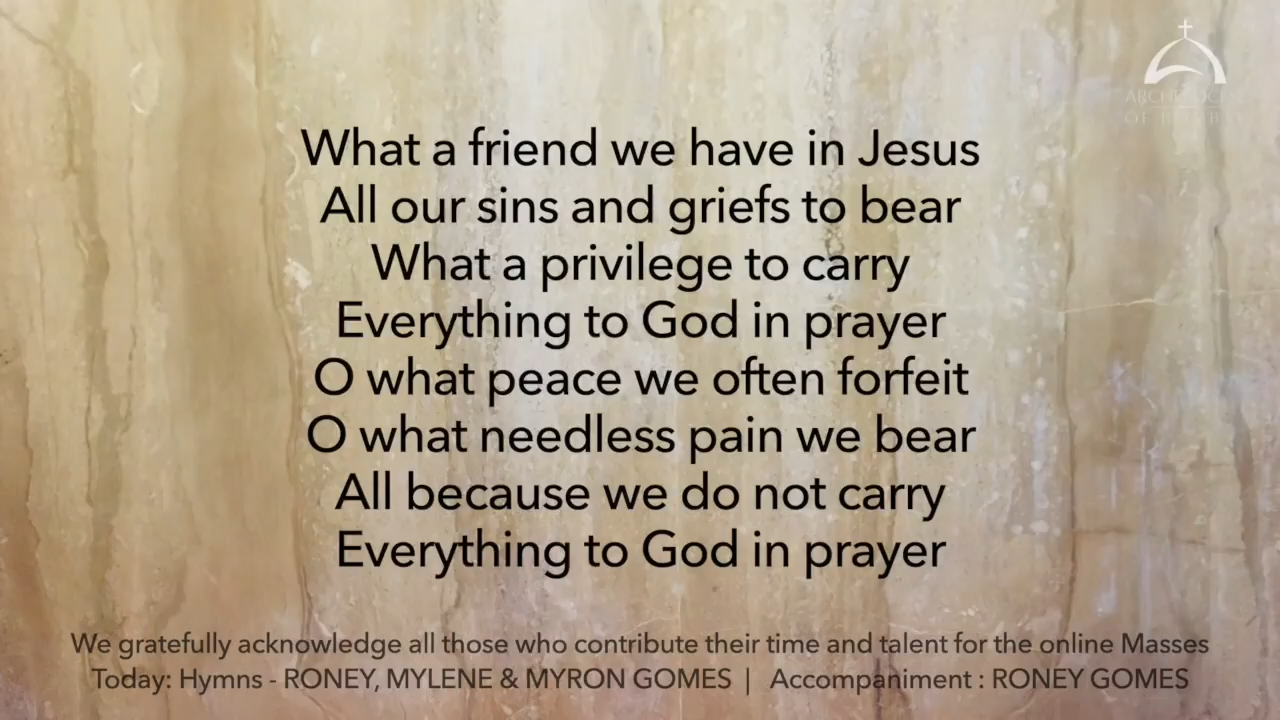 What a friend we have in Jesus
All our sins and griefs to bear
What a privilege to carry
Everything to God in prayer
O what peace we often forfeit
O what needless pain we bear
All because we do not carry
Everything to God in prayer
We gratefully acknowledge all those who contribute their time and talent for the online Masses
Today: Hymns - RONEY, MYLENE & MYRON GOMES | Accompaniment : RONEY GOMES